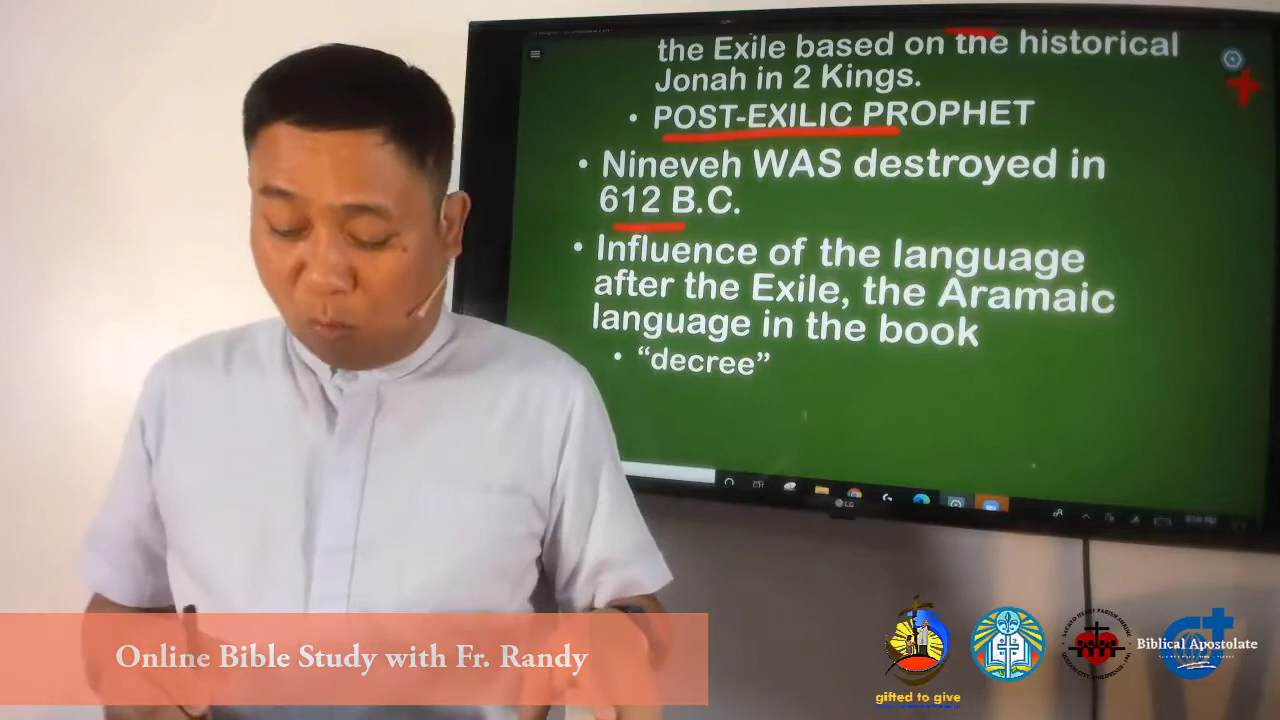 the Exile based on the historical
Jonah in 2 Kings.
• POST-EXILIC PROPHET
• Nineveh WAS destroyed in
612 B.C.
• Influence of the language
after the Exile, the Aramaic
language in the book
• “decree”
LG
Online Bible Study with Fr. Randy
gifted to give
Biblical Apostolate